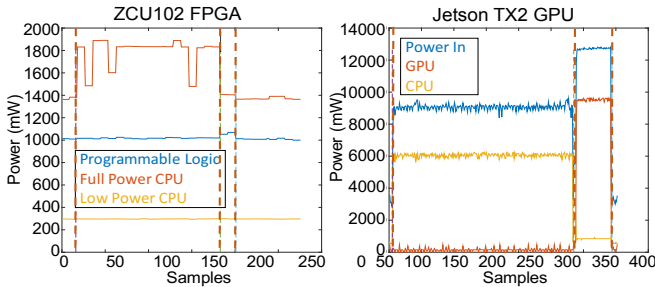 ZCU102 FPGA
2000
1800
1600
1400
1200
1000
800
600
400
200
0
Power (mW)
Programmable Logic
Full Power CPU
Low Power CPU
0 50 100 150 200 250
Samples
Jetson TX2 GPU
14000
12000
10000
8000
6000
4000
2000
0
Power (mW)
Power In
GPU
CPU
50 100 150 200 250 300 350 400
Samples